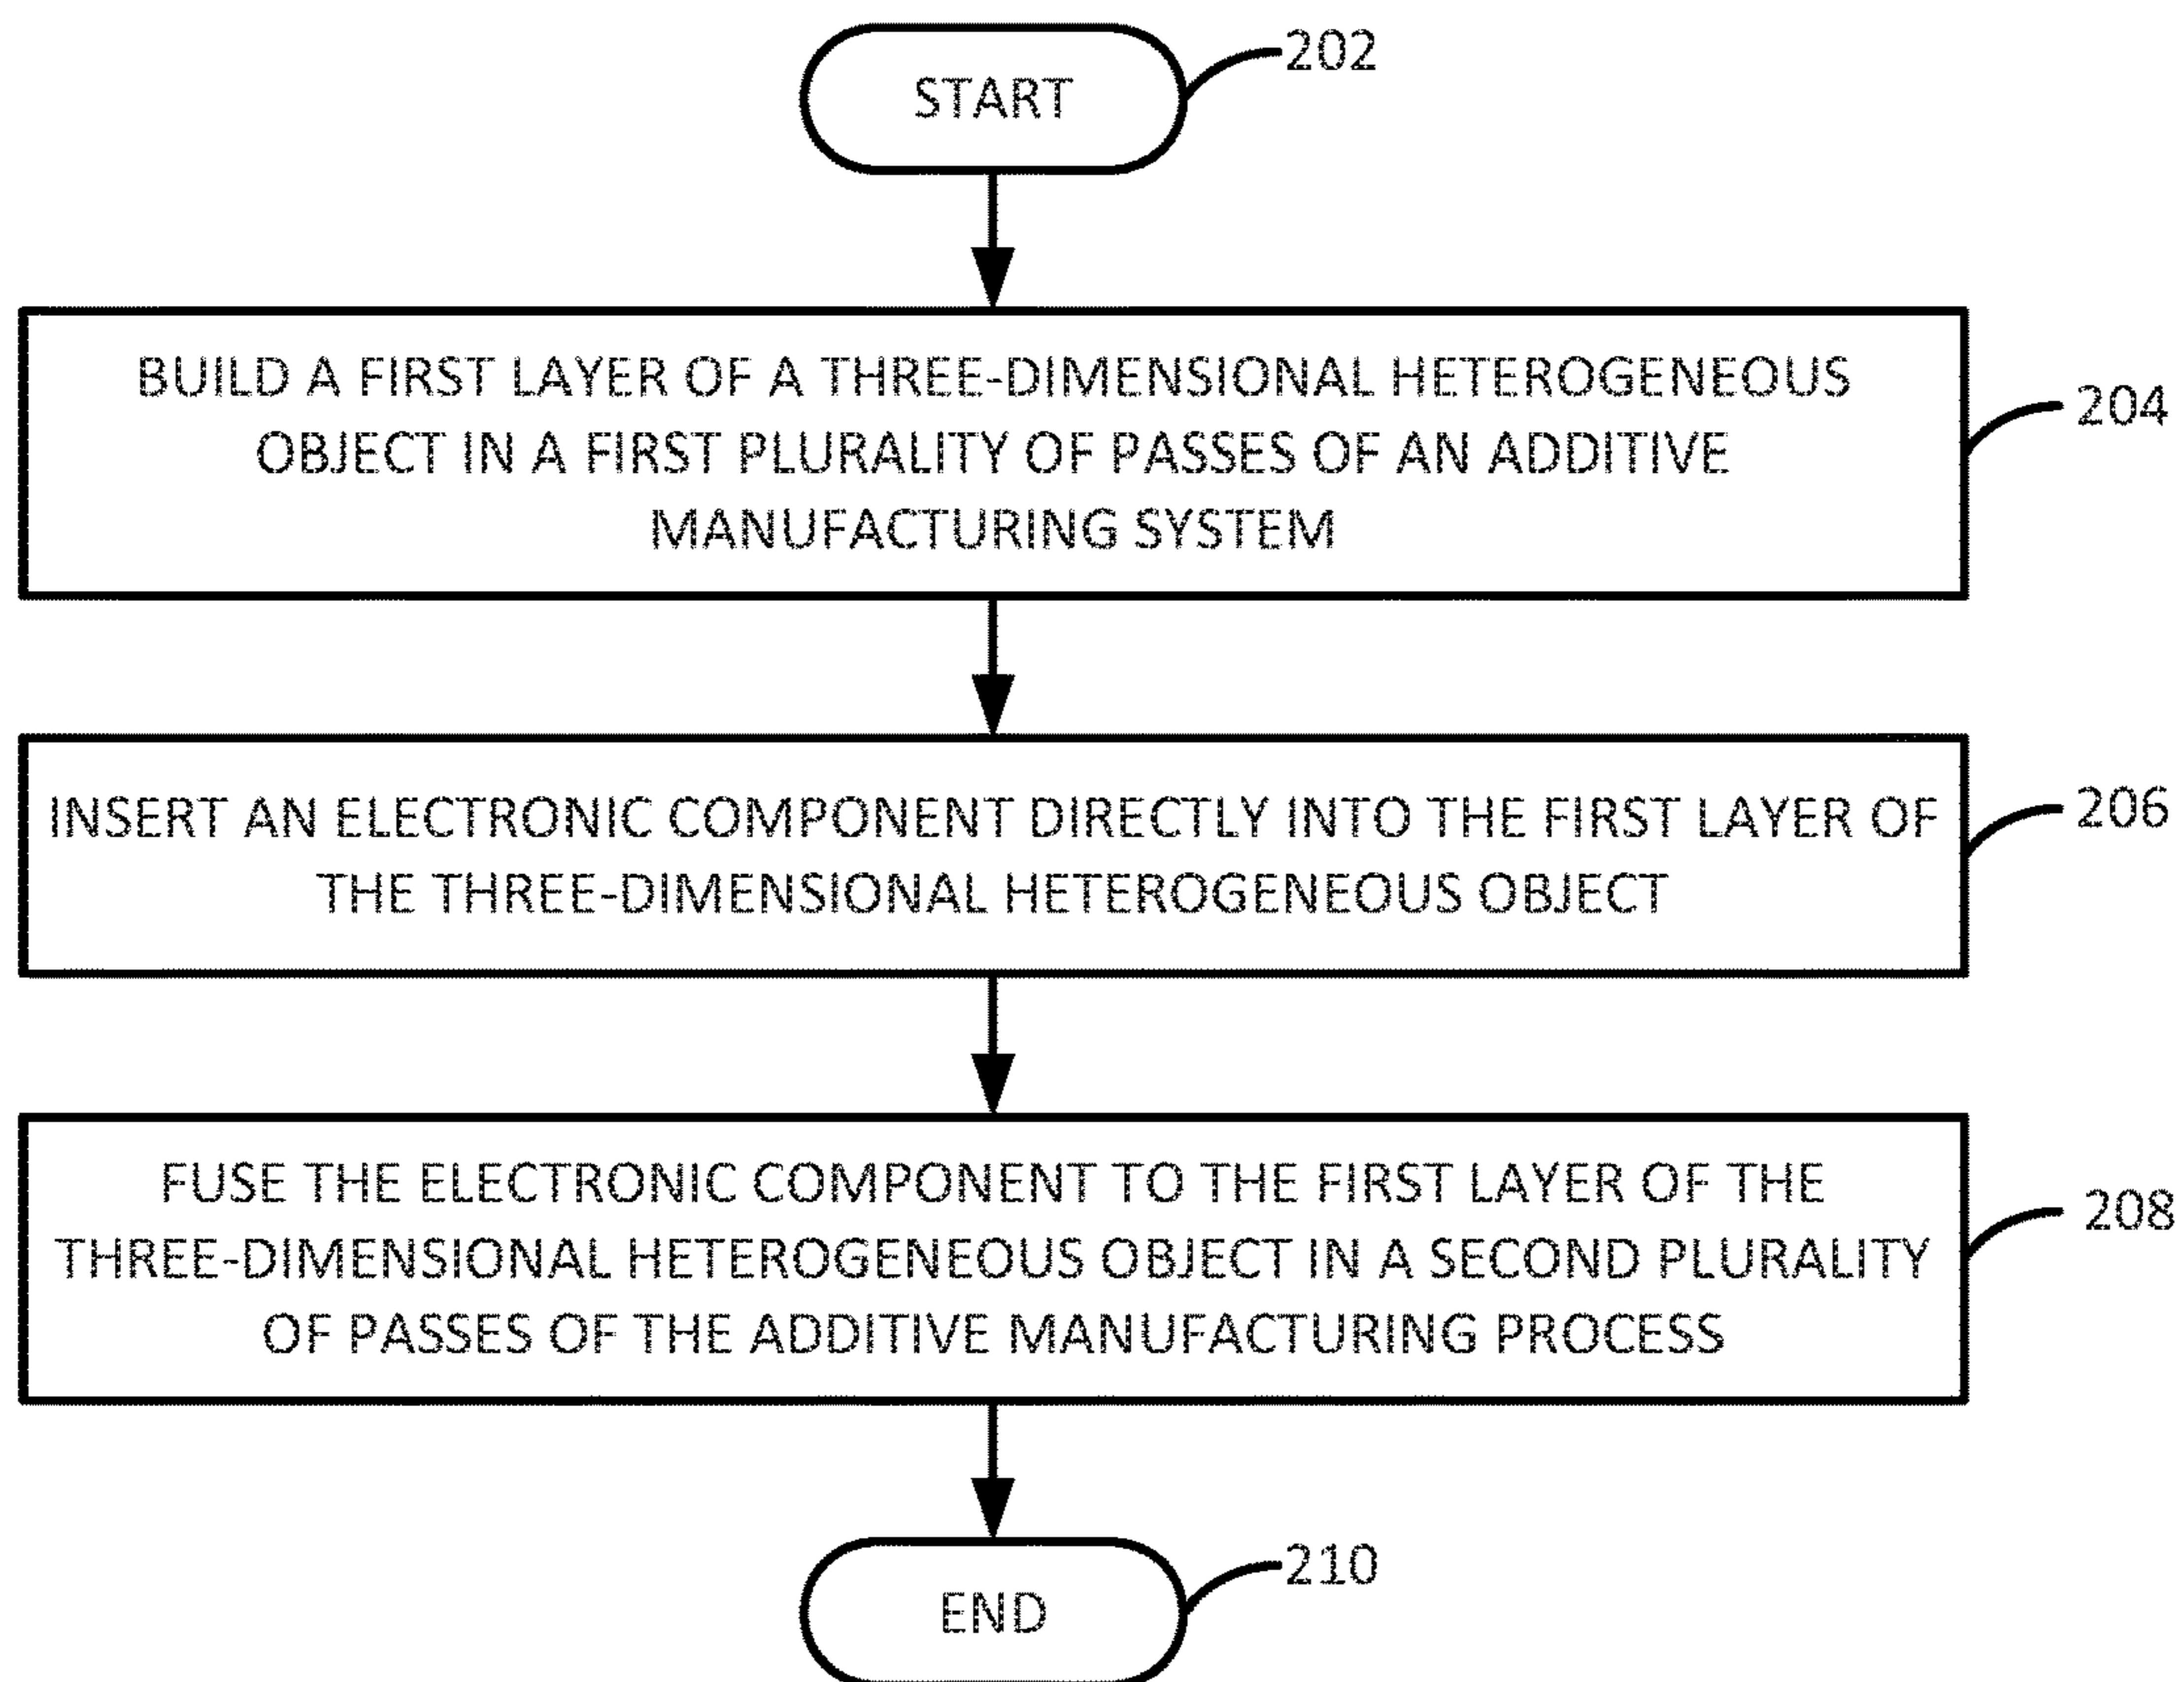 START
202
BUILD A FIRST LAYER OF A THREE-DIMENSIONAL HETEROGENEOUS
OBJECT IN A FIRST PLURALITY OF PASSES OF AN ADDITIVE
MANUFACTURING SYSTEM
204
INSERT AN ELECTRONIC COMPONENT DIRECTLY INTO THE FIRST LAYER OF
THE THREE-DIMENSIONAL HETEROGENEOUS OBJECT
206
FUSE THE ELECTRONIC COMPONENT TO THE FIRST LAYER OF THE
THREE-DIMENSIONAL HETEROGENEOUS OBJECT IN A SECOND PLURALITY
OF PASSES OF THE ADDITIVE MANUFACTURING PROCESS
208
END
210